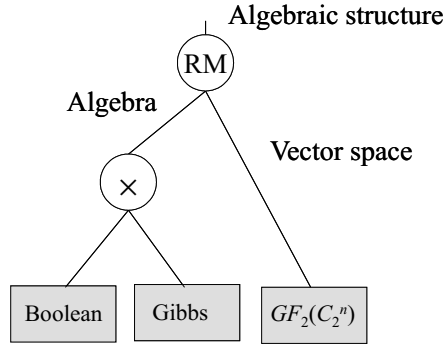 Algebraic structure
RM
Algebra
Vector space
×
Boolean
Gibbs
GF₂(C₂ⁿ)